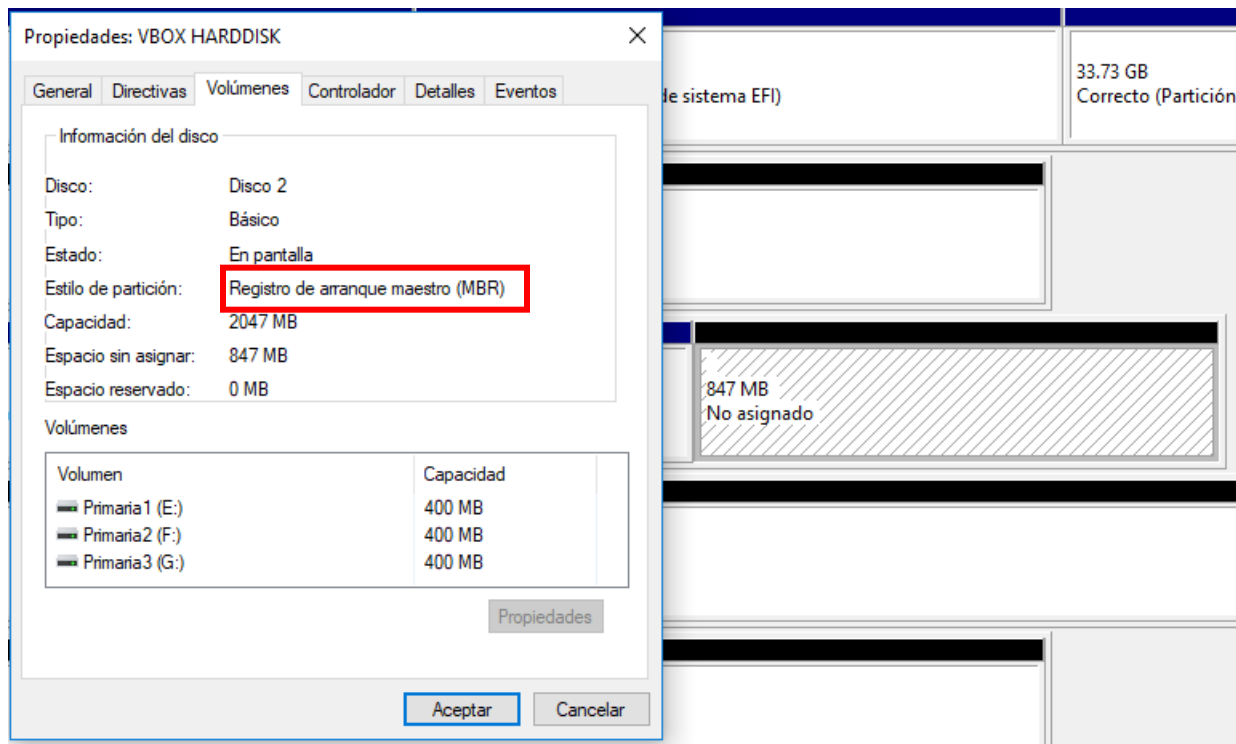 Propiedades: VBOX HARDDISK
General Directivas Volúmenes Controlador Detalles Eventos
Información del disco
Disco: Disco 2
Tipo: Básico
Estado: En pantalla
Estilo de partición: Registro de arranque maestro (MBR)
Capacidad: 2047 MB
Espacio sin asignar: 847 MB
Espacio reservado: 0 MB
Volúmenes
Volumen Capacidad
Primaria1 (E:) 400 MB
Primaria2 (F:) 400 MB
Primaria3 (G:) 400 MB
Propiedades
Aceptar Cancelar
de sistema EFI)
33.73 GB
Correcto (Partición
847 MB
No asignado